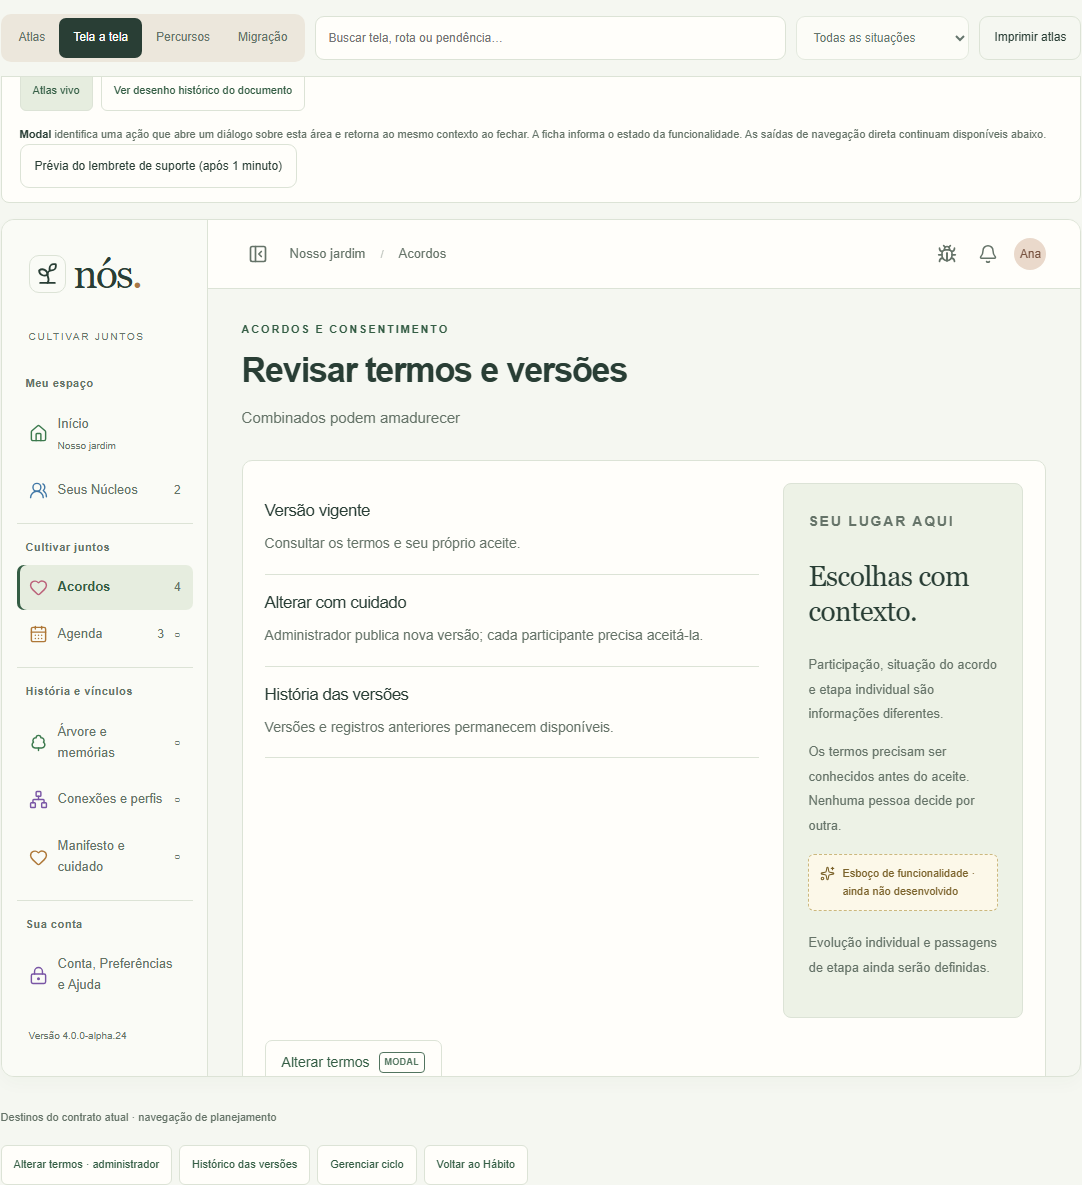 Atlas
Tela a tela
Percursos
Migração
Buscar tela, rota ou pendência...
Todas as situações
Imprimir atlas
Atlas vivo
Ver desenho histórico do documento
Modal identifica uma ação que abre um diálogo sobre esta área e retorna ao mesmo contexto ao fechar. A ficha informa o estado da funcionalidade. As saídas de navegação direta continuam disponíveis abaixo.
Prévia do lembrete de suporte (após 1 minuto)
nós.
CULTIVAR JUNTOS
Meu espaço
Início
Nosso jardim
Seus Núcleos 2
Cultivar juntos
Acordos 4
Agenda 3
História e vínculos
Árvore e
memórias
Conexões e perfis
Manifesto e
cuidado
Sua conta
Conta, Preferências
e Ajuda
Versão 4.0.0-alpha.24
Nosso jardim / Acordos
Ana
ACORDOS E CONSENTIMENTO
Revisar termos e versões
Combinados podem amadurecer
Versão vigente
Consultar os termos e seu próprio aceite.
Alterar com cuidado
Administrador publica nova versão; cada participante precisa aceitá-la.
História das versões
Versões e registros anteriores permanecem disponíveis.
SEU LUGAR AQUI
Escolhas com
contexto.
Participação, situação do acordo
e etapa individual são
informações diferentes.
Os termos precisam ser
conhecidos antes do aceite.
Nenhuma pessoa decide por
outra.
Esboço de funcionalidade ·
ainda não desenvolvido
Evolução individual e passagens
de etapa ainda serão definidas.
Alterar termos MODAL
Destinos do contrato atual · navegação de planejamento
Alterar termos · administrador
Histórico das versões
Gerenciar ciclo
Voltar ao Hábito